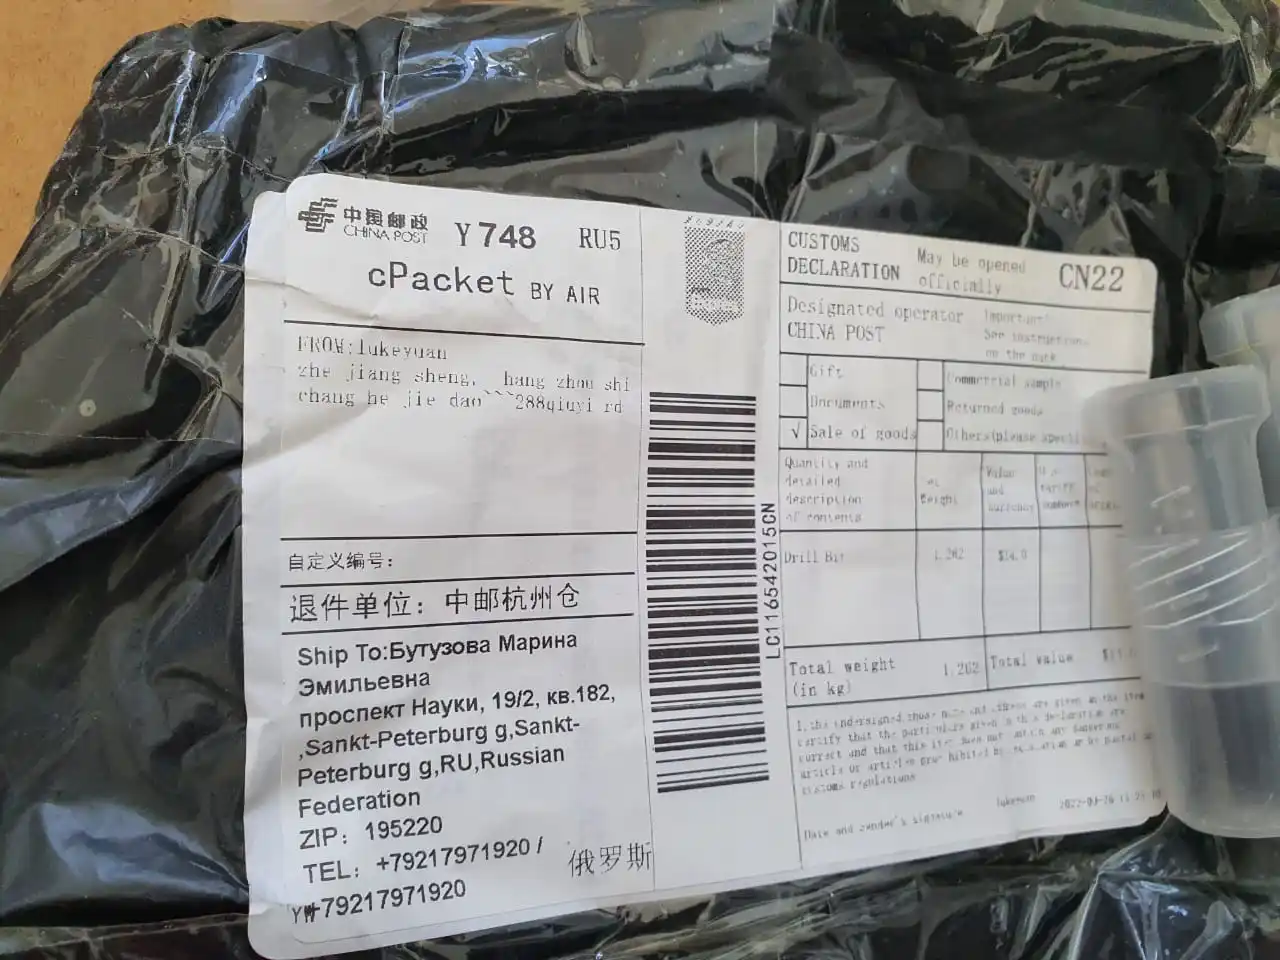 中国邮政
CHINA POST
Y748 RU5
cPacket BY AIR
FROM:lukeyuan
zhe jiang sheng, hang zhou shi
chang he jie dao```288qiuyi rd
自定义编号:
退件单位: 中邮杭州仓
Ship To:Бутузова Марина
Эмильевна
проспект Науки, 19/2, кв.182,
,Sankt-Peterburg g,Sankt-
Peterburg g,RU,Russian
Federation
ZIP: 195220
TEL: +79217971920 /
+79217971920
俄罗斯
LC116542015CN
CUSTOMS
DECLARATION
May be opened
officially
CN22
Designated operator
CHINA POST
Important!
See instructions
on the back
Gift
Commercial sample
Documents
Returned goods
√ Sale of goods
Others(please
Quantity and
detailed
description
of contents
Weight
Value
and
currency
Drill Bit 1.262
Total weight
(in kg)
1.262
Total value
Date and sender's signature
lukeyuan